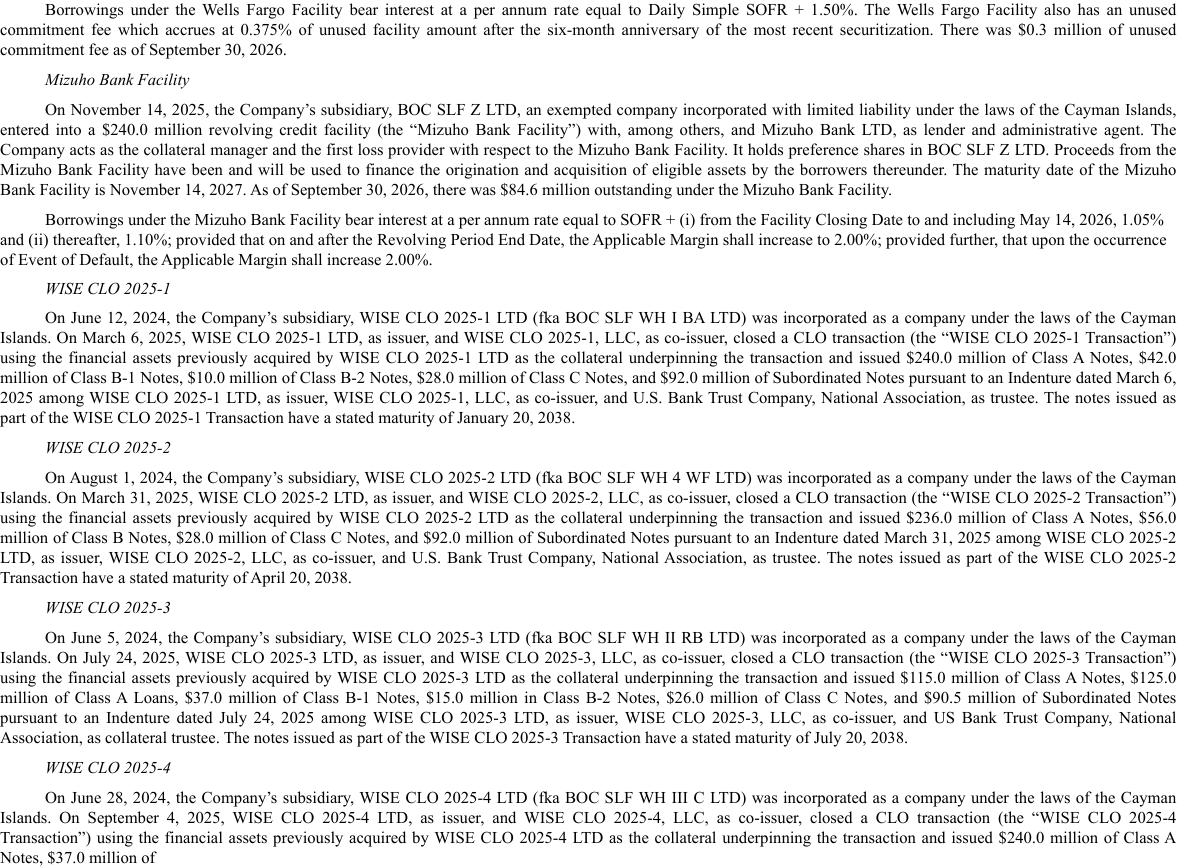 Borrowings under the Wells Fargo Facility bear interest at a per annum rate equal to Daily Simple SOFR + 1.50%. The Wells Fargo Facility also has an unused
commitment fee which accrues at 0.375% of unused facility amount after the six-month anniversary of the most recent securitization. There was $0.3 million of unused
commitment fee as of September 30, 2026.
Mizuho Bank Facility
On November 14, 2025, the Company’s subsidiary, BOC SLF Z LTD, an exempted company incorporated with limited liability under the laws of the Cayman Islands,
entered into a $240.0 million revolving credit facility (the “Mizuho Bank Facility”) with, among others, and Mizuho Bank LTD, as lender and administrative agent. The
Company acts as the collateral manager and the first loss provider with respect to the Mizuho Bank Facility. It holds preference shares in BOC SLF Z LTD. Proceeds from the
Mizuho Bank Facility have been and will be used to finance the origination and acquisition of eligible assets by the borrowers thereunder. The maturity date of the Mizuho
Bank Facility is November 14, 2027. As of September 30, 2026, there was $84.6 million outstanding under the Mizuho Bank Facility.
Borrowings under the Mizuho Bank Facility bear interest at a per annum rate equal to SOFR + (i) from the Facility Closing Date to and including May 14, 2026, 1.05%
and (ii) thereafter, 1.10%; provided that on and after the Revolving Period End Date, the Applicable Margin shall increase to 2.00%; provided further, that upon the occurrence
of Event of Default, the Applicable Margin shall increase 2.00%.
WISE CLO 2025-1
On June 12, 2024, the Company’s subsidiary, WISE CLO 2025-1 LTD (fka BOC SLF WH I BA LTD) was incorporated as a company under the laws of the Cayman
Islands. On March 6, 2025, WISE CLO 2025-1 LTD, as issuer, and WISE CLO 2025-1, LLC, as co-issuer, closed a CLO transaction (the “WISE CLO 2025-1 Transaction”)
using the financial assets previously acquired by WISE CLO 2025-1 LTD as the collateral underpinning the transaction and issued $240.0 million of Class A Notes, $42.0
million of Class B-1 Notes, $10.0 million of Class B-2 Notes, $28.0 million of Class C Notes, and $92.0 million of Subordinated Notes pursuant to an Indenture dated March 6,
2025 among WISE CLO 2025-1 LTD, as issuer, WISE CLO 2025-1, LLC, as co-issuer, and U.S. Bank Trust Company, National Association, as trustee. The notes issued as
part of the WISE CLO 2025-1 Transaction have a stated maturity of January 20, 2038.
WISE CLO 2025-2
On August 1, 2024, the Company’s subsidiary, WISE CLO 2025-2 LTD (fka BOC SLF WH 4 WF LTD) was incorporated as a company under the laws of the Cayman
Islands. On March 31, 2025, WISE CLO 2025-2 LTD, as issuer, and WISE CLO 2025-2, LLC, as co-issuer, closed a CLO transaction (the “WISE CLO 2025-2 Transaction”)
using the financial assets previously acquired by WISE CLO 2025-2 LTD as the collateral underpinning the transaction and issued $236.0 million of Class A Notes, $56.0
million of Class B Notes, $28.0 million of Class C Notes, and $92.0 million of Subordinated Notes pursuant to an Indenture dated March 31, 2025 among WISE CLO 2025-2
LTD, as issuer, WISE CLO 2025-2, LLC, as co-issuer, and U.S. Bank Trust Company, National Association, as trustee. The notes issued as part of the WISE CLO 2025-2
Transaction have a stated maturity of April 20, 2038.
WISE CLO 2025-3
On June 5, 2024, the Company’s subsidiary, WISE CLO 2025-3 LTD (fka BOC SLF WH II RB LTD) was incorporated as a company under the laws of the Cayman
Islands. On July 24, 2025, WISE CLO 2025-3 LTD, as issuer, and WISE CLO 2025-3, LLC, as co-issuer, closed a CLO transaction (the “WISE CLO 2025-3 Transaction”)
using the financial assets previously acquired by WISE CLO 2025-3 LTD as the collateral underpinning the transaction and issued $115.0 million of Class A Notes, $125.0
million of Class A Loans, $37.0 million of Class B-1 Notes, $15.0 million in Class B-2 Notes, $26.0 million of Class C Notes, and $90.5 million of Subordinated Notes
pursuant to an Indenture dated July 24, 2025 among WISE CLO 2025-3 LTD, as issuer, WISE CLO 2025-3, LLC, as co-issuer, and US Bank Trust Company, National
Association, as collateral trustee. The notes issued as part of the WISE CLO 2025-3 Transaction have a stated maturity of July 20, 2038.
WISE CLO 2025-4
On June 28, 2024, the Company’s subsidiary, WISE CLO 2025-4 LTD (fka BOC SLF WH III C LTD) was incorporated as a company under the laws of the Cayman
Islands. On September 4, 2025, WISE CLO 2025-4 LTD, as issuer, and WISE CLO 2025-4, LLC, as co-issuer, closed a CLO transaction (the “WISE CLO 2025-4
Transaction”) using the financial assets previously acquired by WISE CLO 2025-4 LTD as the collateral underpinning the transaction and issued $240.0 million of Class A
Notes, $37.0 million of